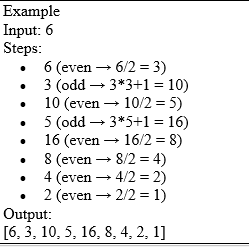 Example
Input: 6
Steps:
• 6 (even → 6/2 = 3)
• 3 (odd → 3*3+1 = 10)
• 10 (even → 10/2 = 5)
• 5 (odd → 3*5+1 = 16)
• 16 (even → 16/2 = 8)
• 8 (even → 8/2 = 4)
• 4 (even → 4/2 = 2)
• 2 (even → 2/2 = 1)
Output:
[6, 3, 10, 5, 16, 8, 4, 2, 1]